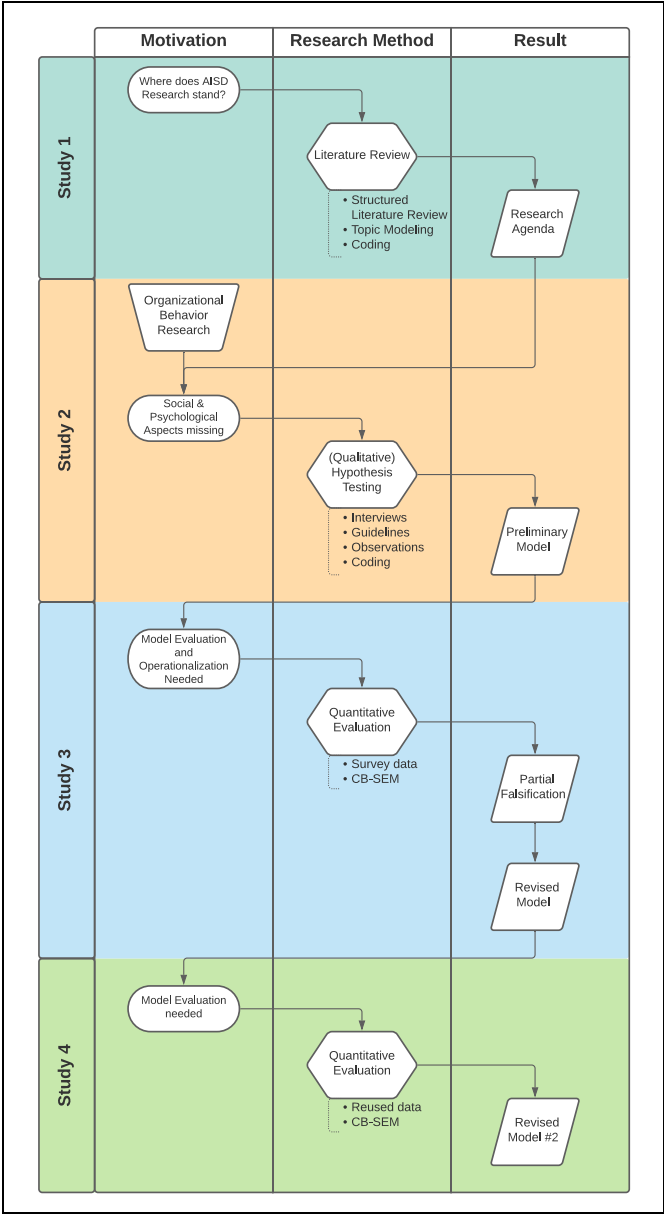 Motivation
Research Method
Result
Study 1
Where does AISD
Research stand?
Literature Review
• Structured
Literature Review
• Topic Modeling
• Coding
Research
Agenda
Study 2
Organizational
Behavior
Research
Social &
Psychological
Aspects missing
(Qualitative)
Hypothesis
Testing
• Interviews
• Guidelines
• Observations
• Coding
Preliminary
Model
Study 3
Model Evaluation
and
Operationalization
Needed
Quantitative
Evaluation
• Survey data
• CB-SEM
Partial
Falsification
Revised
Model
Study 4
Model Evaluation
needed
Quantitative
Evaluation
• Reused data
• CB-SEM
Revised
Model #2